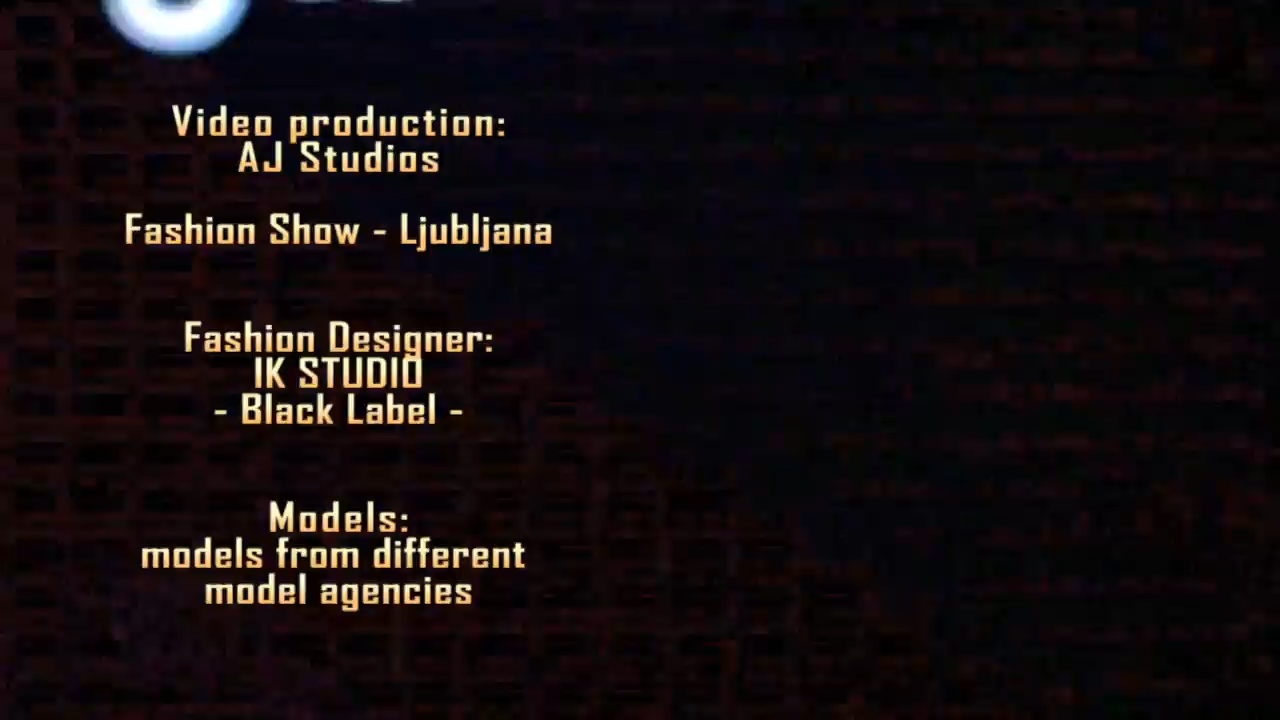 Video production:
AJ Studios
Fashion Show - Ljubljana
Fashion Designer:
IK STUDIO
- Black Label -
Models:
models from different
model agencies